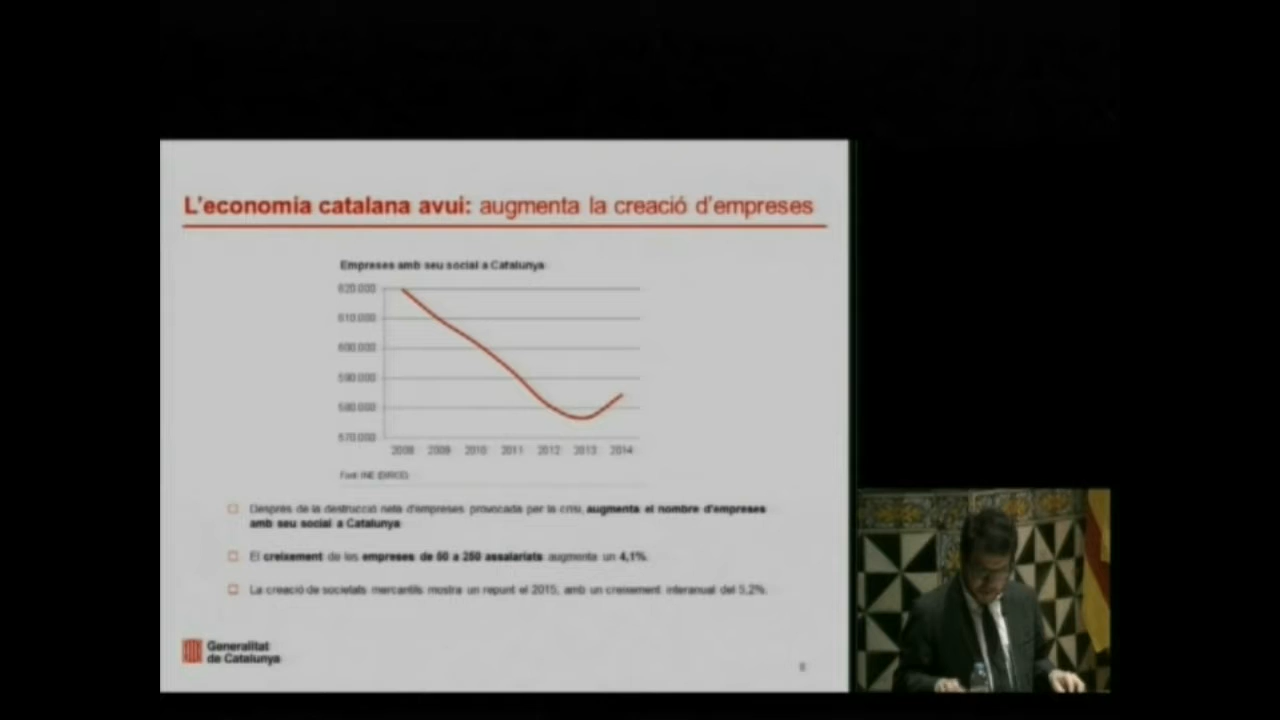 L'economia catalana avui: augmenta la creació d'empreses
Empreses amb seu social a Catalunya
620.000
610.000
600.000
590.000
580.000
570.000
2008 2009 2010 2011 2012 2013 2014
Font: INE (DIRCE)
Després de la destrucció neta d'empreses provocada per la crisi, augmenta el nombre d'empreses
amb seu social a Catalunya
El creixement de les empreses de 50 a 250 assalariats augmenta un 4,1%.
La creació de societats mercantils mostra un repunt el 2015, amb un creixement interanual del 5,2%.
Generalitat
de Catalunya